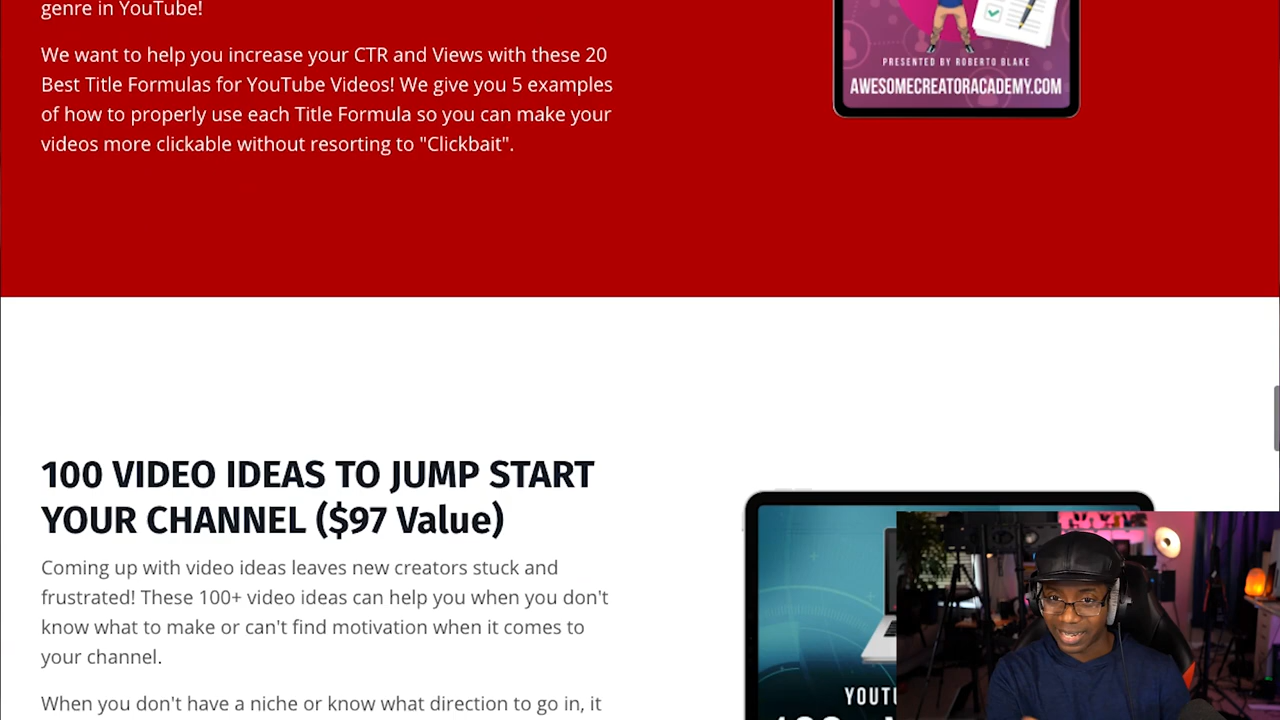 genre in YouTube!
We want to help you increase your CTR and Views with these 20
Best Title Formulas for YouTube Videos! We give you 5 examples
of how to properly use each Title Formula so you can make your
videos more clickable without resorting to "Clickbait".
PRESENTED BY ROBERTO BLAKE
AWESOMECREATORACADEMY.COM
100 VIDEO IDEAS TO JUMP START
YOUR CHANNEL ($97 Value)
Coming up with video ideas leaves new creators stuck and
frustrated! These 100+ video ideas can help you when you don't
know what to make or can't find motivation when it comes to
your channel.
When you don't have a niche or know what direction to go in, it
YOUTU